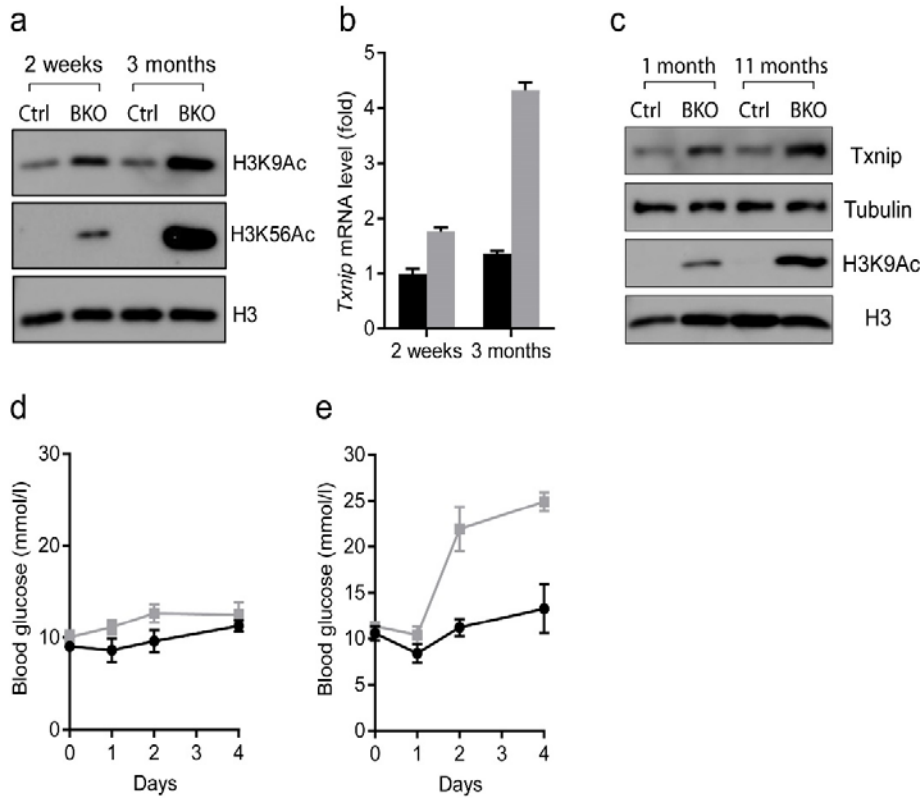 a
2 weeks 3 months
Ctrl BKO Ctrl BKO
H3K9Ac
H3K56Ac
H3
b
Txnip mRNA level (fold)
5
4
3
2
1
0
2 weeks 3 months
c
1 month 11 months
Ctrl BKO Ctrl BKO
Txnip
Tubulin
H3K9Ac
H3
d
Blood glucose (mmol/l)
30
20
10
0
0 1 2 3 4
Days
e
Blood glucose (mmol/l)
30
25
20
15
10
5
0
0 1 2 3 4
Days